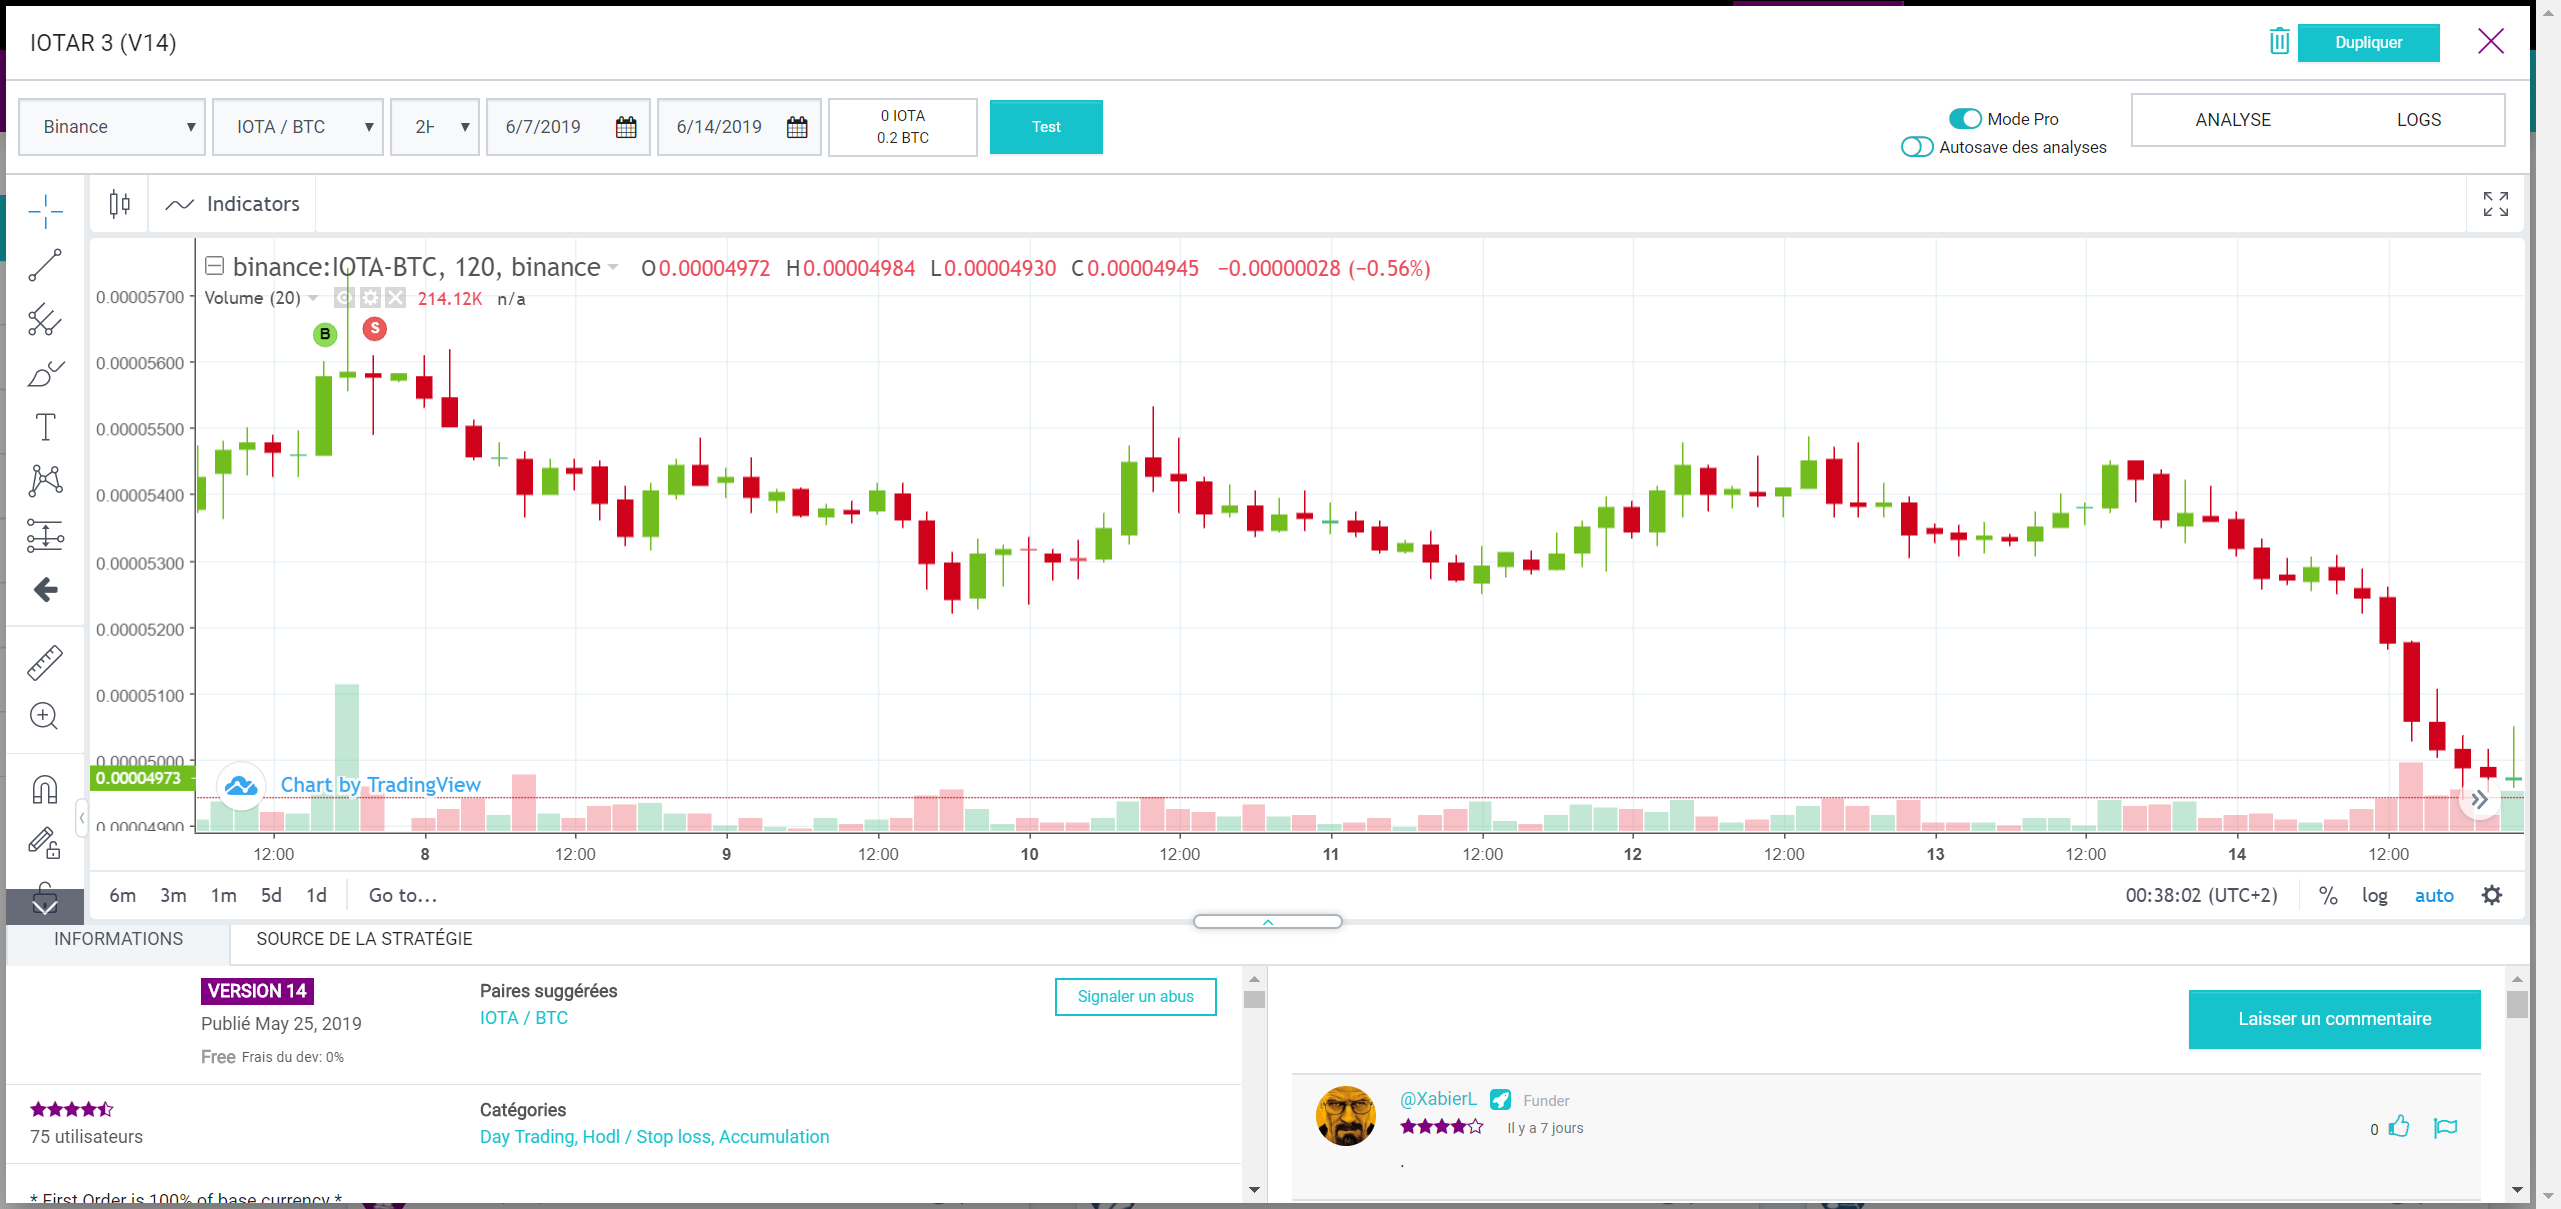 IOTAR 3 (V14)
Dupliquer
Binance
IOTA / BTC
2H
6/7/2019
6/14/2019
0 IOTA
0.2 BTC
Test
Mode Pro
Autosave des analyses
ANALYSE
LOGS
Indicators
binance:IOTA-BTC, 120, binance O0.00004972 H0.00004984 L0.00004930 C0.00004945 −0.00000028 (−0.56%)
Volume (20) 214.12K n/a
B
S
0.00005700
0.00005600
0.00005500
0.00005400
0.00005300
0.00005200
0.00005100
0.00005000
0.00004973
0.00004900
Chart by TradingView
12:00 8 12:00 9 12:00 10 12:00 11 12:00 12 12:00 13 12:00 14 12:00
6m 3m 1m 5d 1d Go to... 00:38:02 (UTC+2) % log auto
INFORMATIONS
SOURCE DE LA STRATÉGIE
VERSION 14
Publié May 25, 2019
Free Frais du dev: 0%
Paires suggérées
IOTA / BTC
Signaler un abus
75 utilisateurs
Catégories
Day Trading, Hodl / Stop loss, Accumulation
* First Order is 100% of base currency *
Laisser un commentaire
@XabierL Funder
Il y a 7 jours
0
.